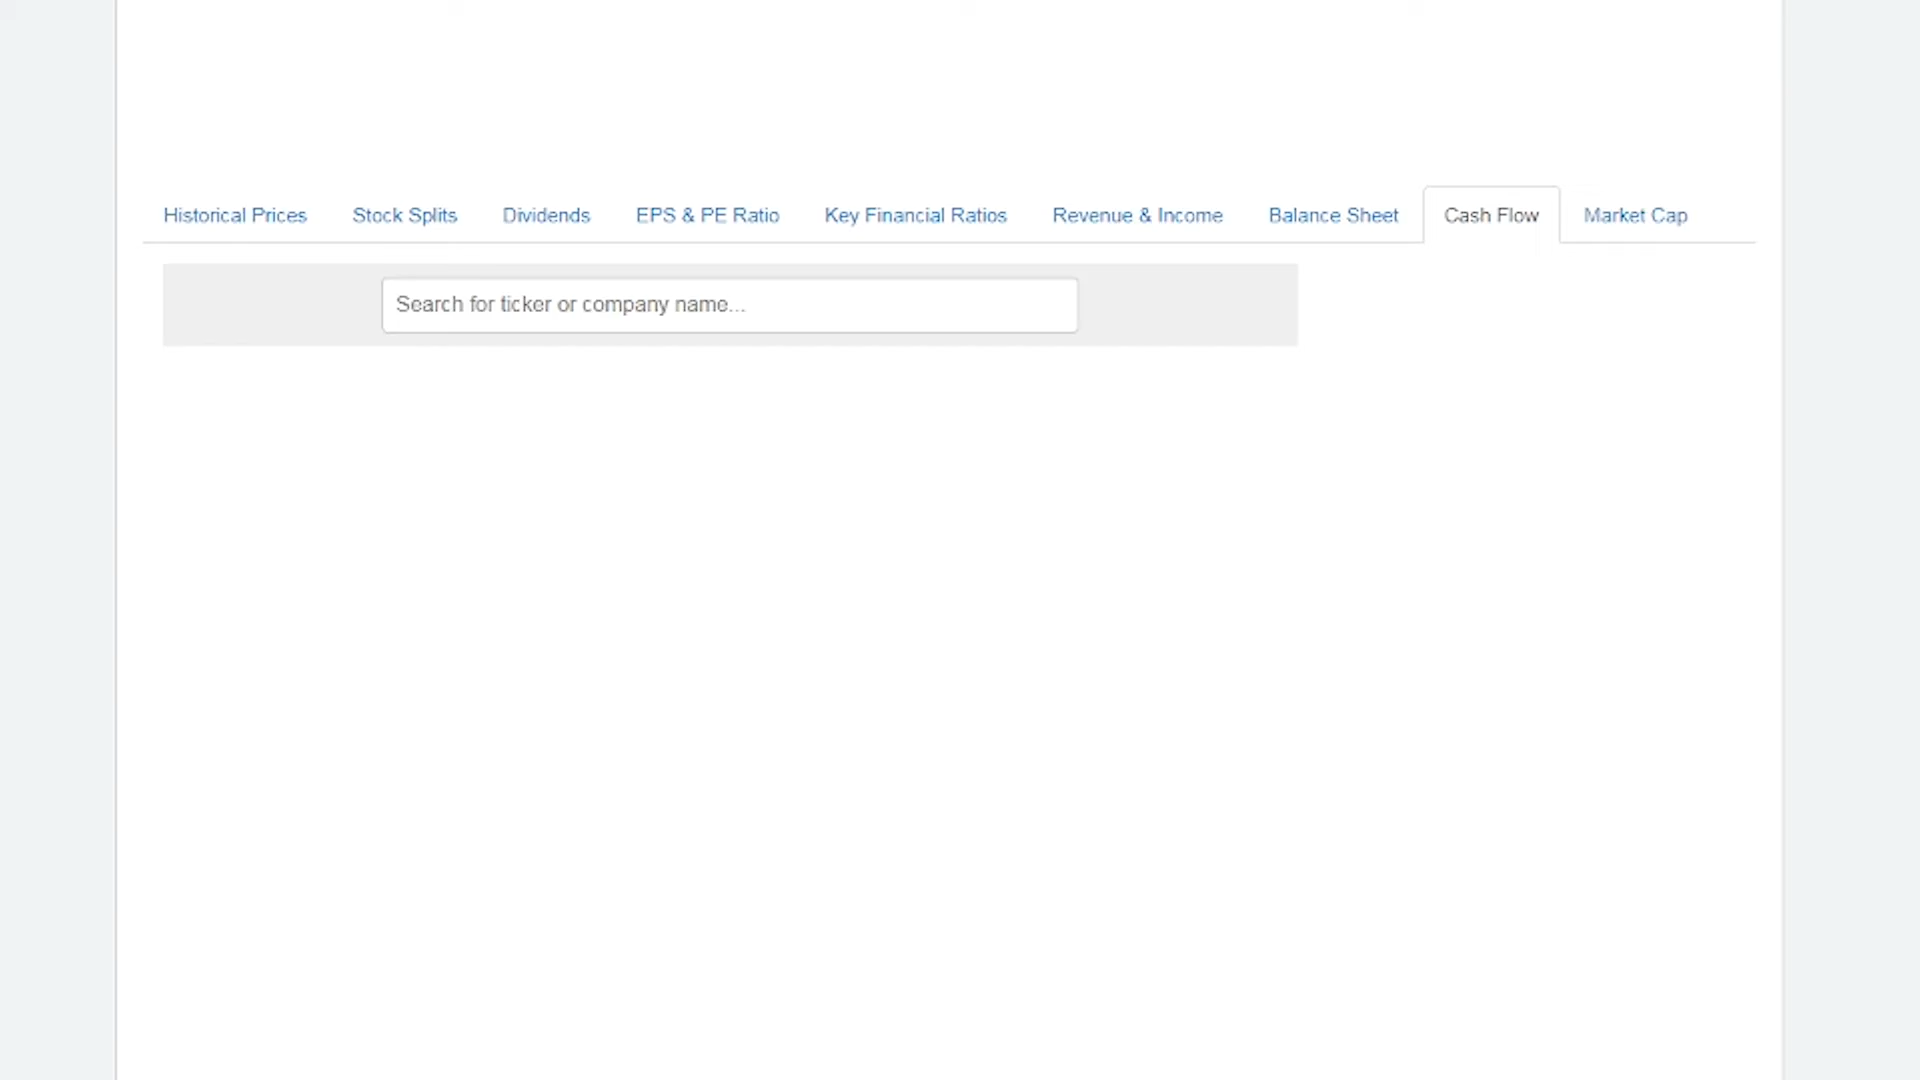 Historical Prices Stock Splits Dividends EPS & PE Ratio Key Financial Ratios Revenue & Income Balance Sheet Cash Flow Market Cap
Search for ticker or company name...